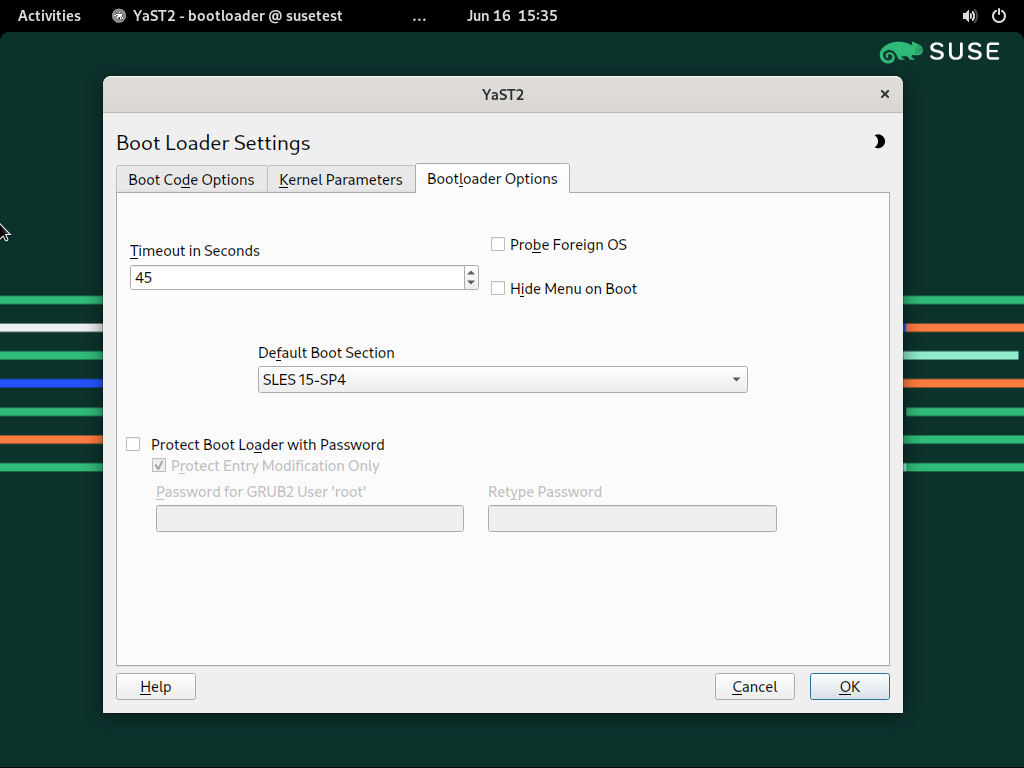 Activities YaST2 - bootloader @ susetest ... Jun 16 15:35
SUSE
YaST2
Boot Loader Settings
Boot Code Options Kernel Parameters Bootloader Options
Timeout in Seconds
45
Probe Foreign OS
Hide Menu on Boot
Default Boot Section
SLES 15-SP4
Protect Boot Loader with Password
Protect Entry Modification Only
Password for GRUB2 User 'root' Retype Password
Help Cancel OK